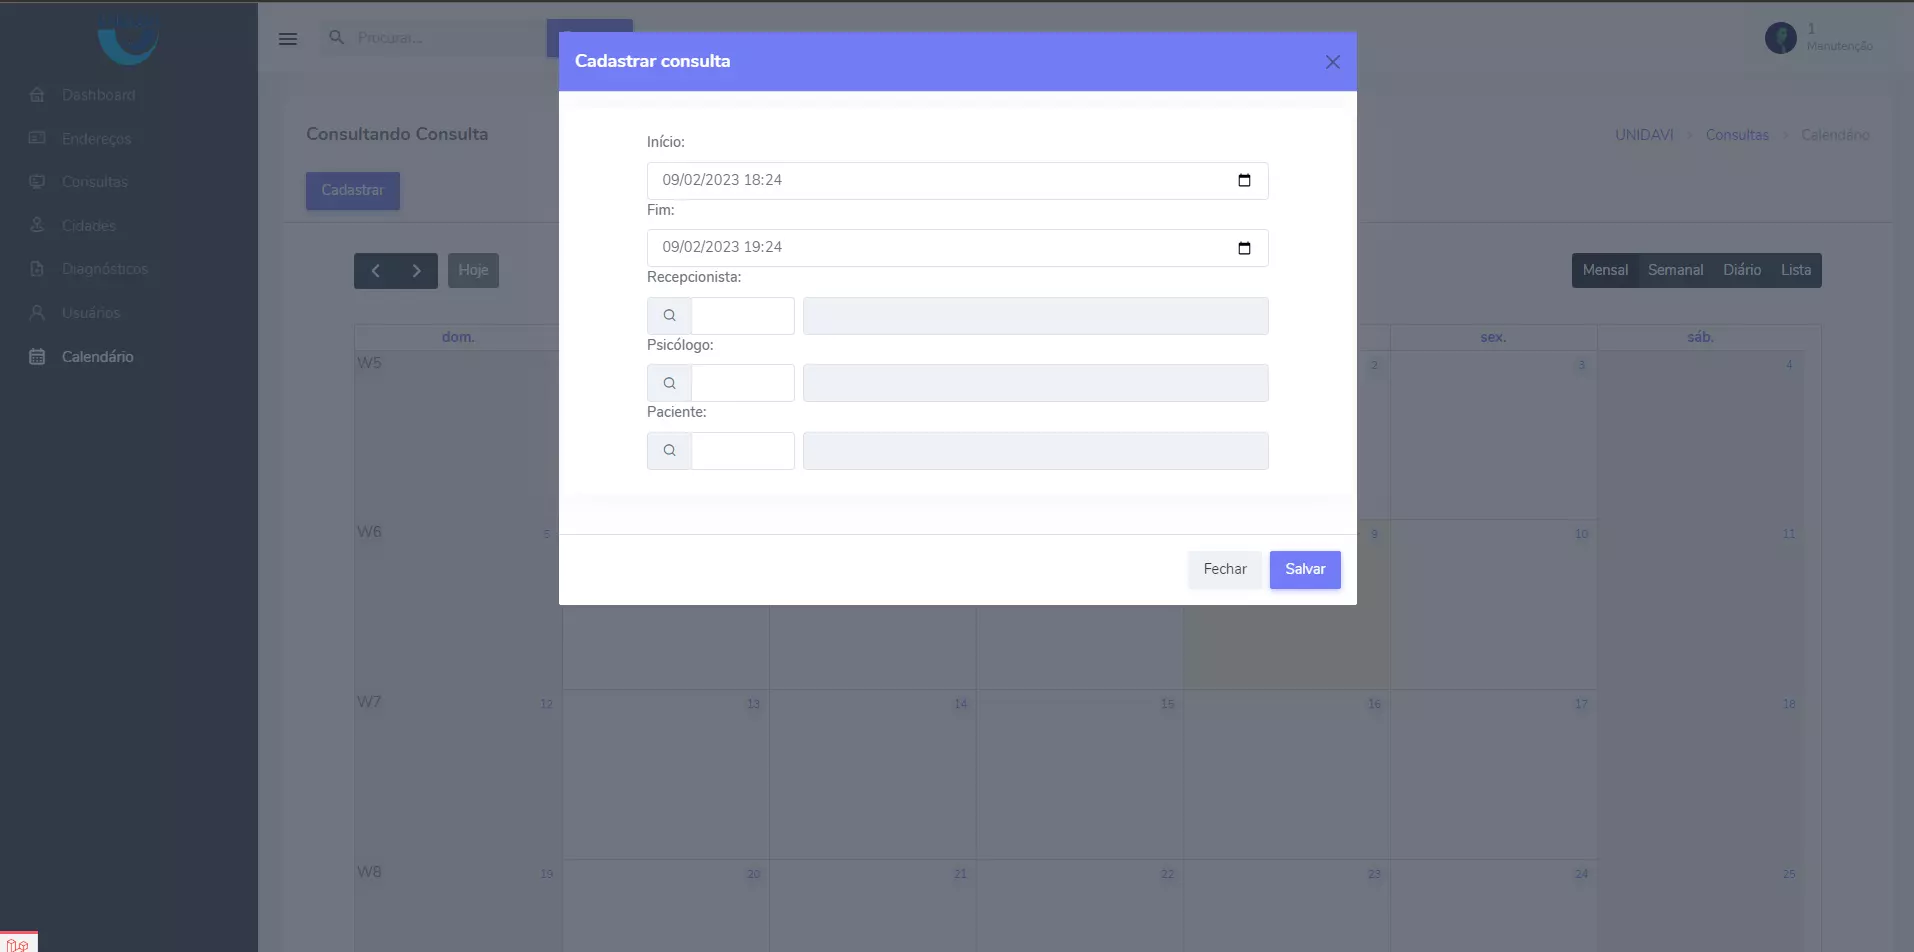 Dashboard
Endereços
Consultas
Cidades
Diagnósticos
Usuários
Calendário
Procurar...
1
Manutenção
Consultando Consulta
UNIDAVI
Consultas
Calendário
Cadastrar
Cadastrar consulta
Início:
09/02/2023 18:24
Fim:
09/02/2023 19:24
Recepcionista:
Psicólogo:
Paciente:
Fechar
Salvar
Hoje
Mensal
Semanal
Diário
Lista
dom.
sex.
sáb.
W5
2
3
4
W6
5
9
10
11
W7
12
13
14
15
16
17
18
W8
19
20
21
22
23
24
25